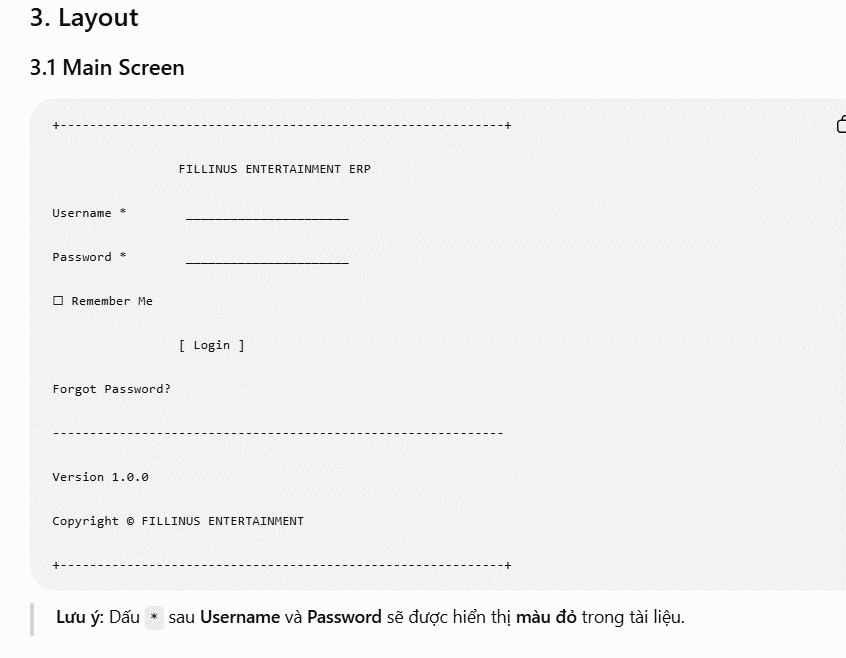 3. Layout
3.1 Main Screen
+------------------------------------------------------------+
FILLINUS ENTERTAINMENT ERP
Username * ______________________
Password * ______________________
☐ Remember Me
[ Login ]
Forgot Password?
-------------------------------------------------------------
Version 1.0.0
Copyright © FILLINUS ENTERTAINMENT
+------------------------------------------------------------+
Lưu ý: Dấu * sau Username và Password sẽ được hiển thị màu đỏ trong tài liệu.